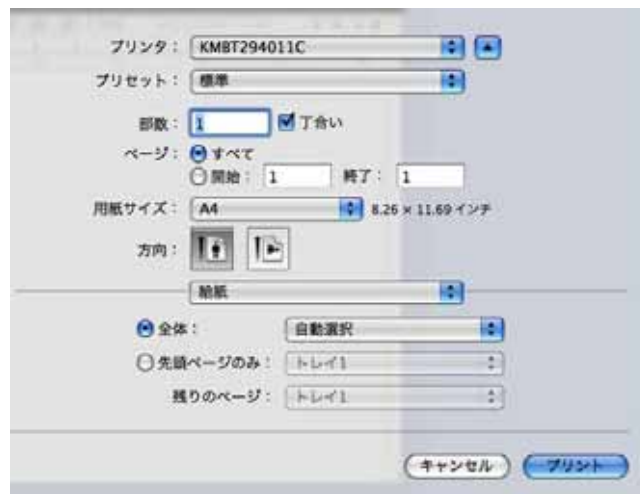 プリンタ： KMBT294011C
プリセット： 標準
部数： 1 丁合い
ページ： すべて
開始： 1 終了： 1
用紙サイズ： A4 8.26 × 11.69 インチ
方向：
給紙
全体： 自動選択
先頭ページのみ： トレイ1
残りのページ： トレイ1
キャンセル プリント